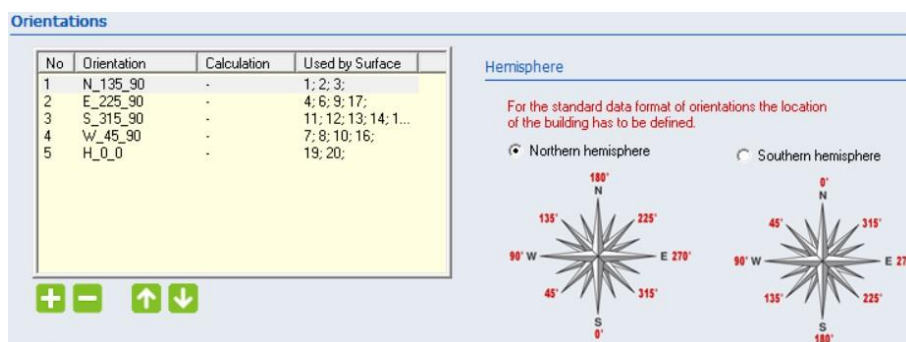 Orientations
No Orientation Calculation Used by Surface
1 N_135_90 - 1; 2; 3;
2 E_225_90 - 4; 6; 9; 17;
3 S_315_90 - 11; 12; 13; 14; 1...
4 W_45_90 - 7; 8; 10; 16;
5 H_0_0 - 19; 20;
Hemisphere
For the standard data format of orientations the location
of the building has to be defined.
Northern hemisphere
Southern hemisphere
180°
N
135° 225°
90° W E 270°
45° 315°
S
0°
0°
N
45° 315°
90° W E 27
135° 225°
S
180°